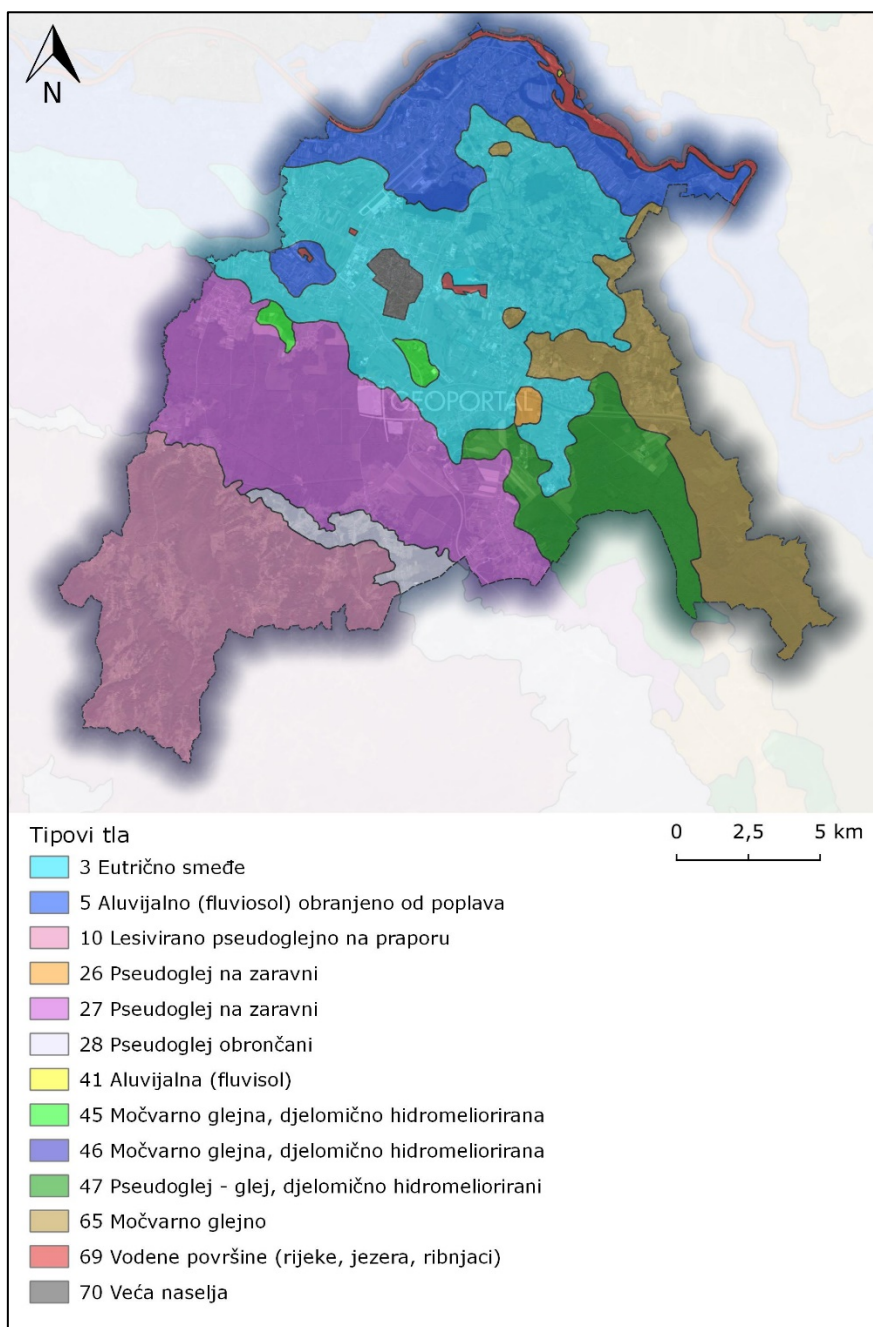 N
GEOPORTAL
Tipovi tla
0 2,5 5 km
3 Eutrično smeđe
5 Aluvijalno (fluviosol) obranjeno od poplava
10 Lesivirano pseudoglejno na praporu
26 Pseudoglej na zaravni
27 Pseudoglej na zaravni
28 Pseudoglej obrončani
41 Aluvijalna (fluvisol)
45 Močvarno glejna, djelomično hidromeliorirana
46 Močvarno glejna, djelomično hidromeliorirana
47 Pseudoglej - glej, djelomično hidromeliorirani
65 Močvarno glejno
69 Vodene površine (rijeke, jezera, ribnjaci)
70 Veća naselja